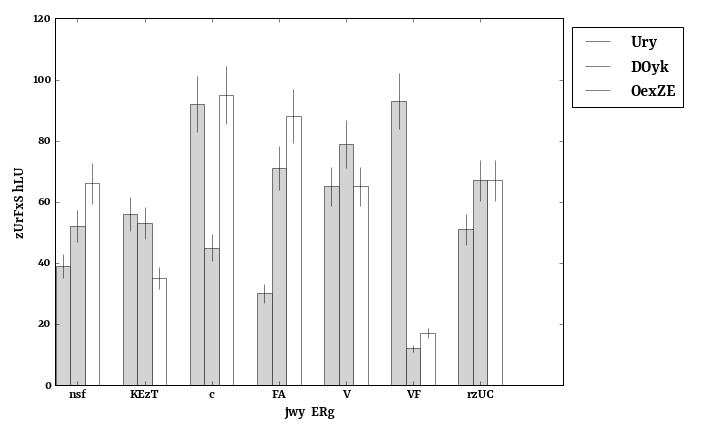 120
100
80
60
40
20
0
zUrFxS hLU
nsf KEzT c FA V VF rzUC
jwy ERg
Ury
DOyk
OexZE